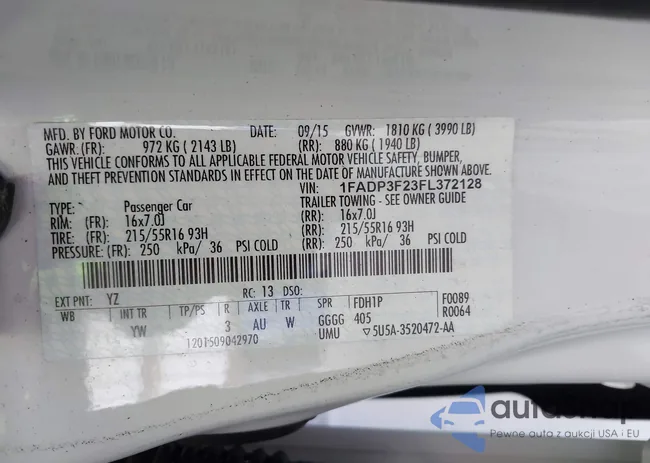 MFD. BY FORD MOTOR CO. DATE: 09/15 GVWR: 1810 KG ( 3990 LB)
GAWR. (FR): 972 KG ( 2143 LB) (RR): 880 KG ( 1940 LB)
THIS VEHICLE CONFORMS TO ALL APPLICABLE FEDERAL MOTOR VEHICLE SAFETY, BUMPER,
AND THEFT PREVENTION STANDARDS IN EFFECT ON THE DATE OF MANUFACTURE SHOWN ABOVE.
VIN: 1FADP3F23FL372128
TYPE: Passenger Car TRAILER TOWING - SEE OWNER GUIDE
RIM: (FR): 16x7.0J (RR): 16x7.0J
TIRE: (FR): 215/55R16 93H (RR): 215/55R16 93H
PRESSURE: (FR): 250 kPa/ 36 PSI COLD (RR): 250 kPa/ 36 PSI COLD
EXT PNT: YZ RC: 13 DSO:
WB INT TR TP/PS R AXLE TR SPR FDH1P F0089
YW 3 AU W GGGG 405 R0064
1201509042970 UMU ▽5U5A-3520472-AA
Pewne auta z aukcji USA i EU